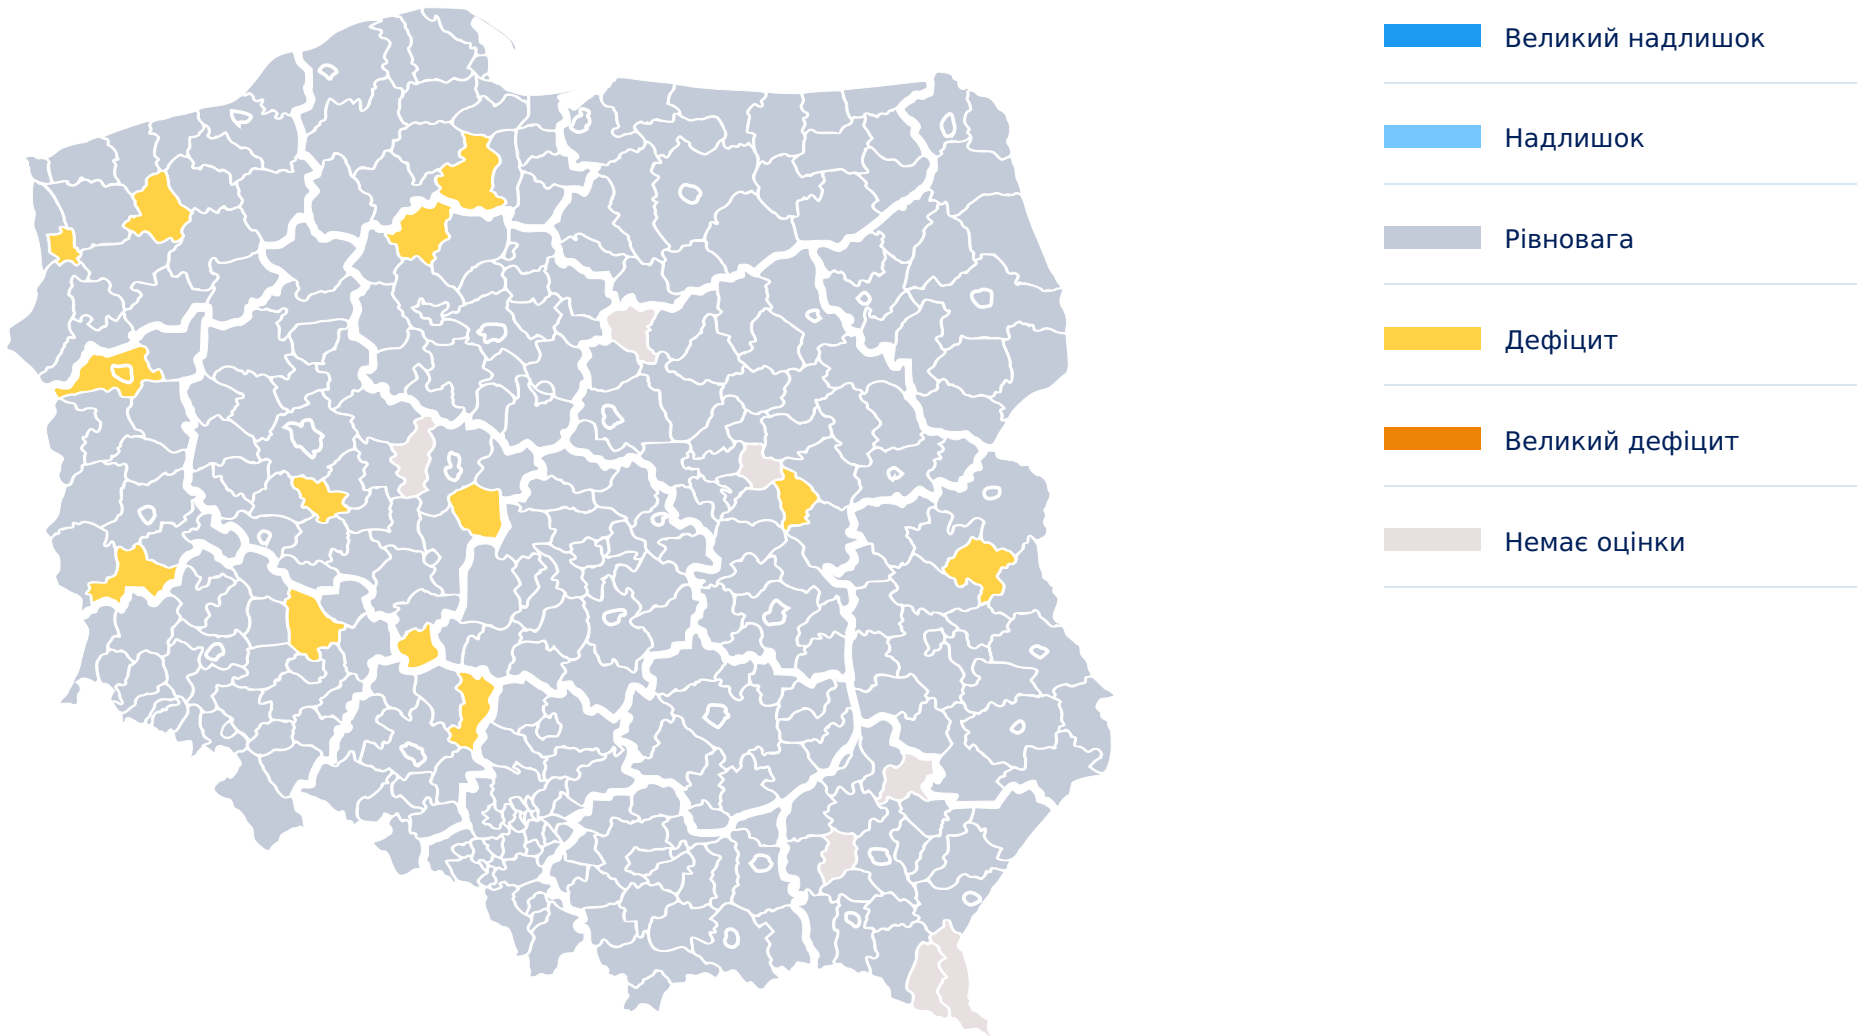 Великий надлишок
Надлишок
Рівновага
Дефіцит
Великий дефіцит
Немає оцінки